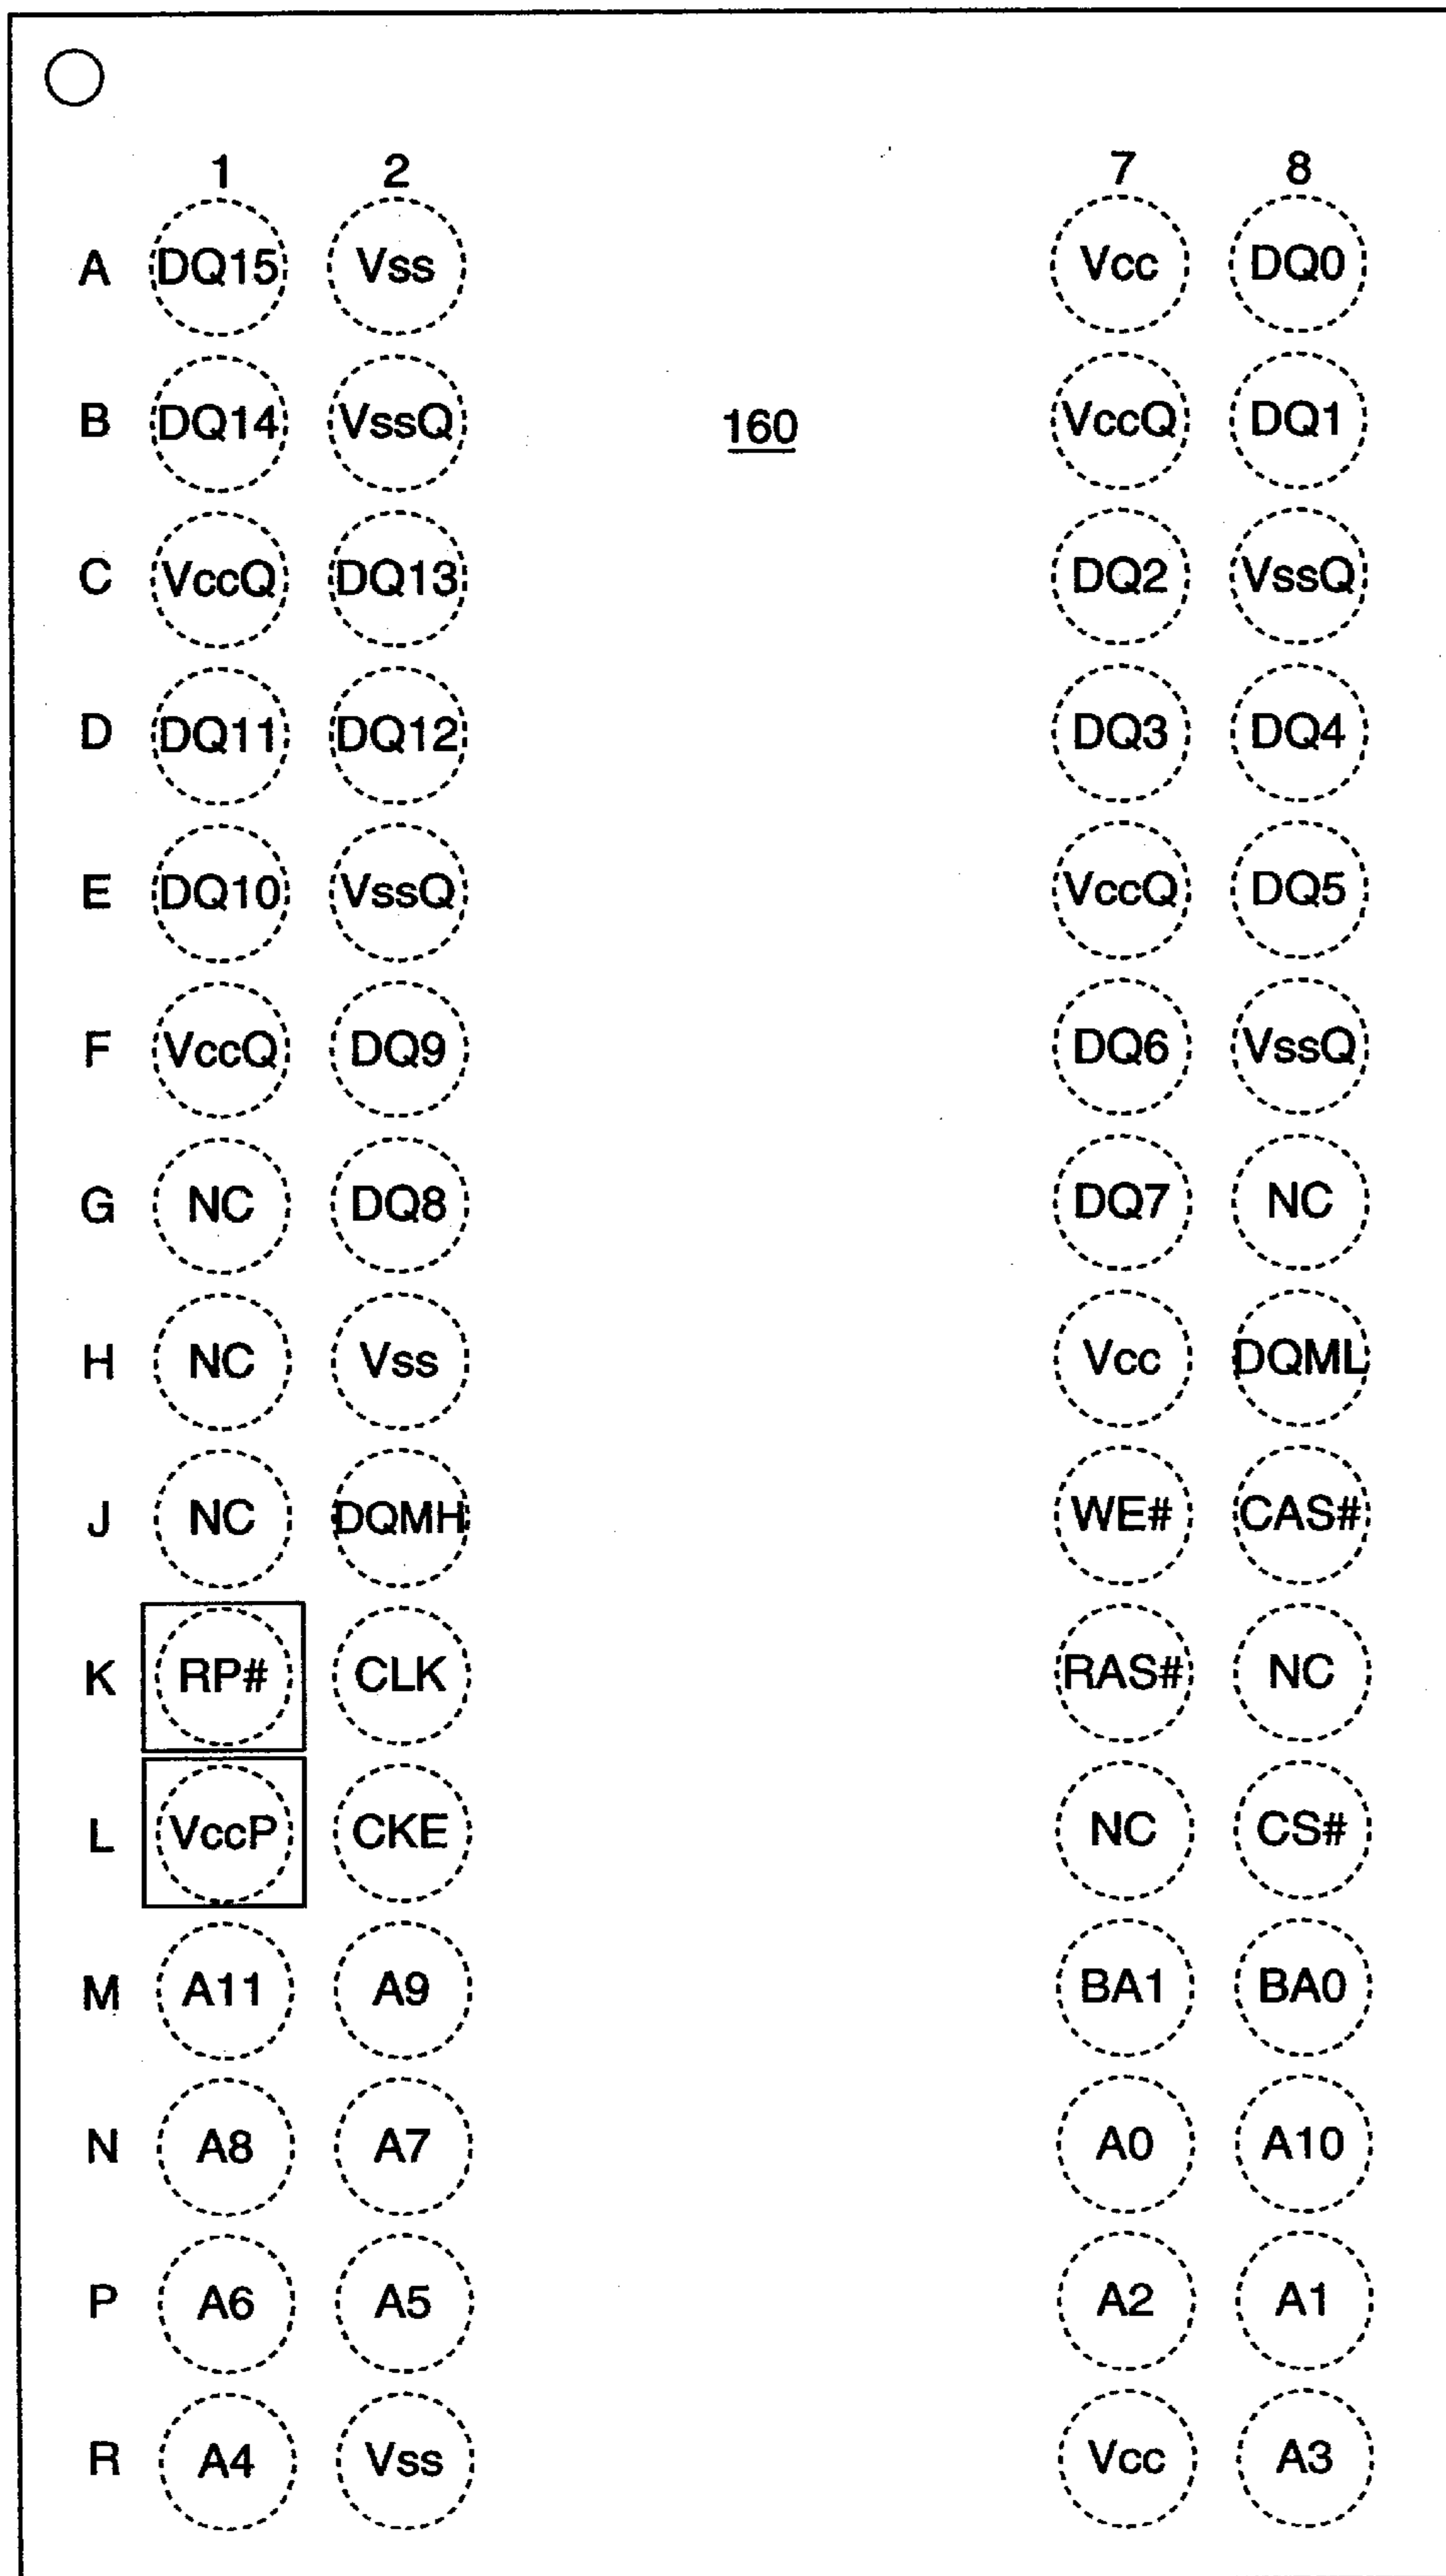 1 2 7 8
A DQ15 Vss Vcc DQ0
B DQ14 VssQ 160 VccQ DQ1
C VccQ DQ13 DQ2 VssQ
D DQ11 DQ12 DQ3 DQ4
E DQ10 VssQ VccQ DQ5
F VccQ DQ9 DQ6 VssQ
G NC DQ8 DQ7 NC
H NC Vss Vcc DQML
J NC DQMH WE# CAS#
K RP# CLK RAS# NC
L VccP CKE NC CS#
M A11 A9 BA1 BA0
N A8 A7 A0 A10
P A6 A5 A2 A1
R A4 Vss Vcc A3